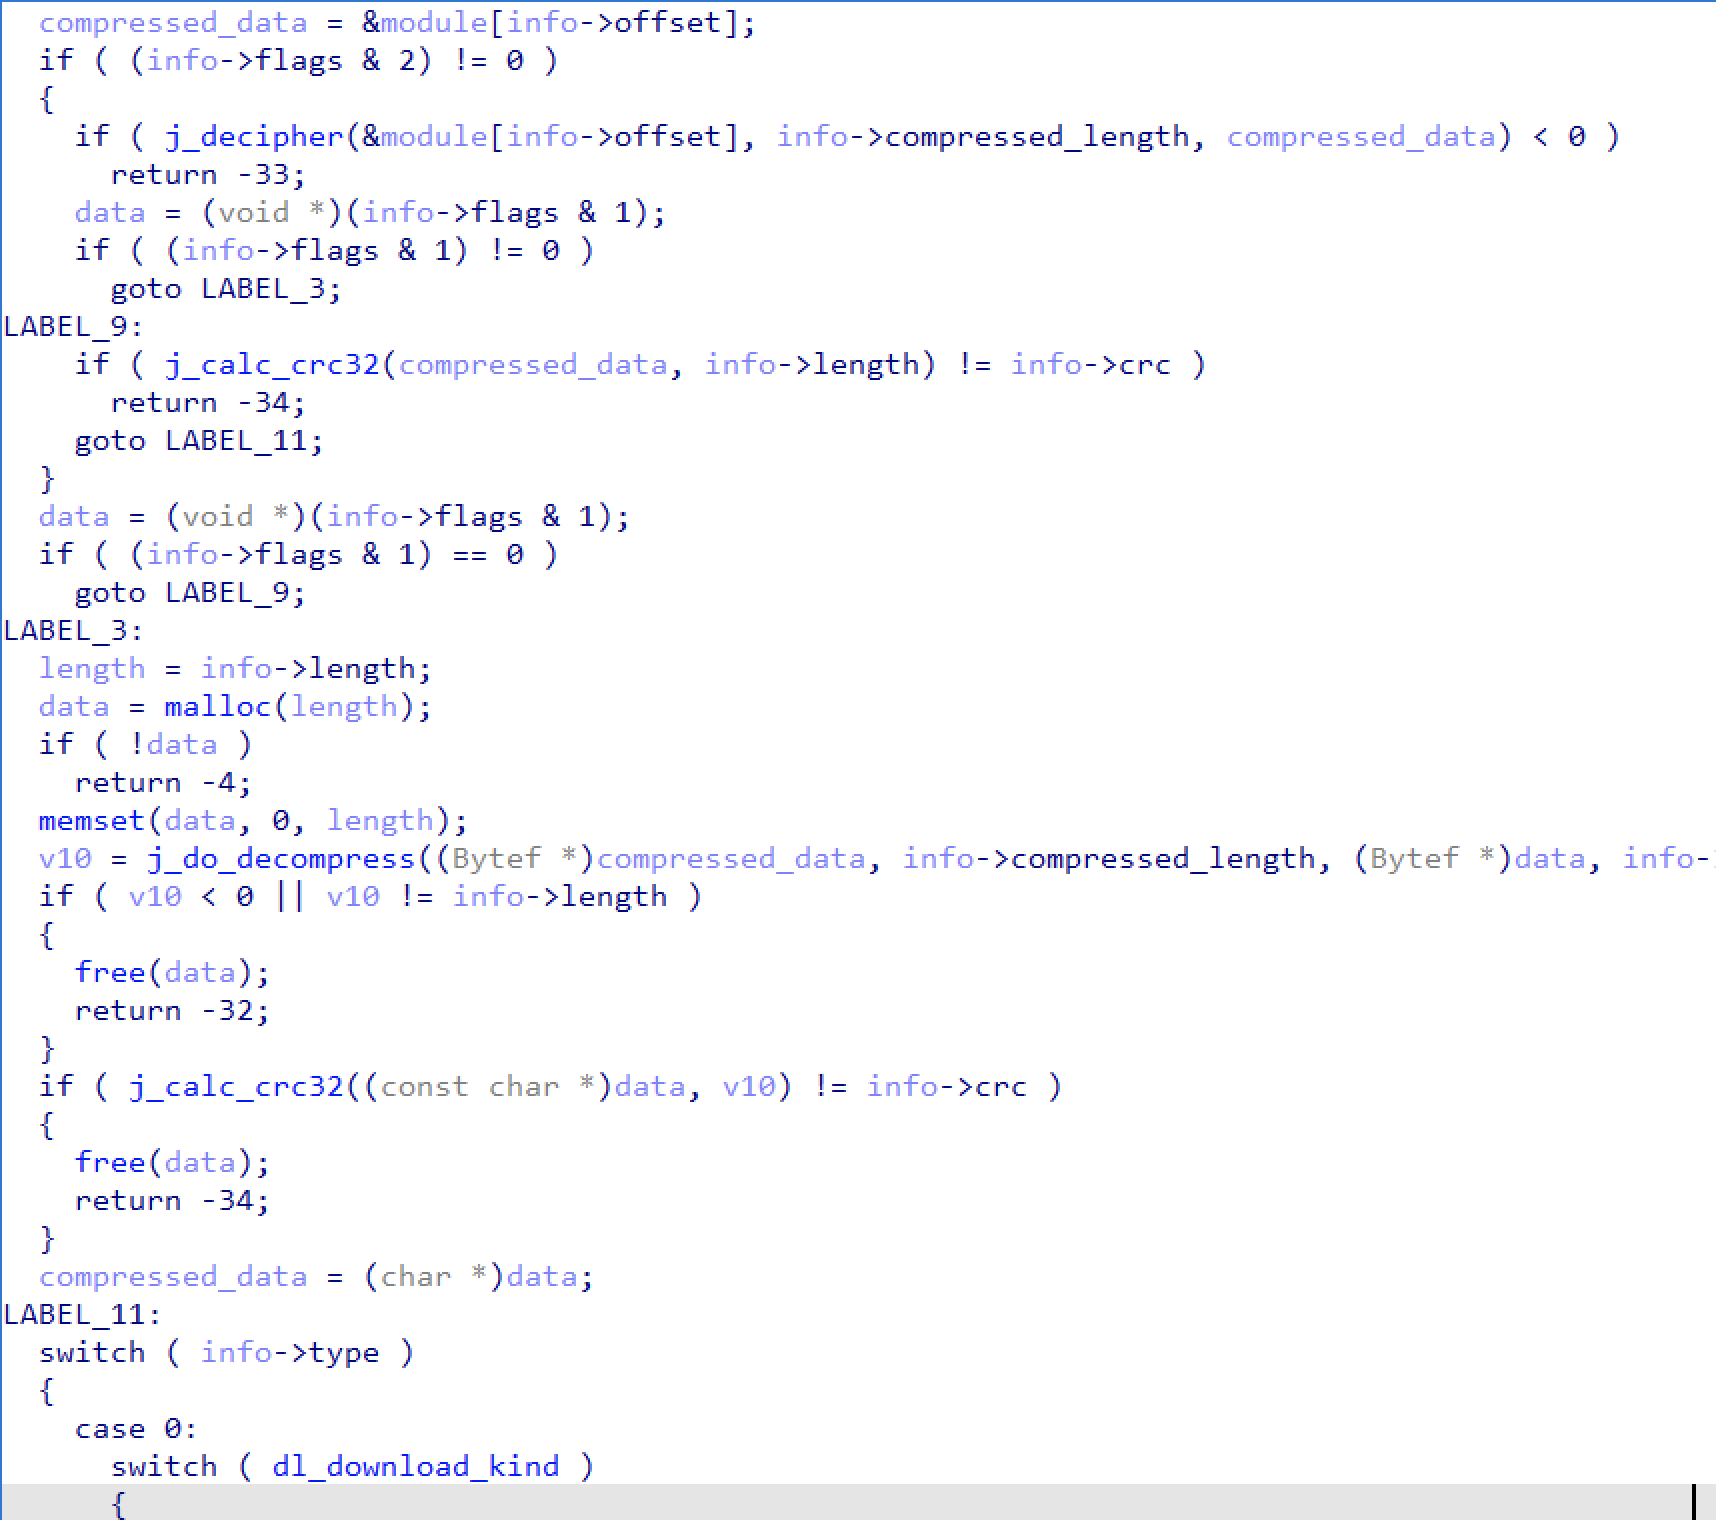 compressed_data = &module[info->offset];
if ( (info->flags & 2) != 0 )
{
if ( j_decipher(&module[info->offset], info->compressed_length, compressed_data) < 0 )
return -33;
data = (void *)(info->flags & 1);
if ( (info->flags & 1) != 0 )
goto LABEL_3;
LABEL_9:
if ( j_calc_crc32(compressed_data, info->length) != info->crc )
return -34;
goto LABEL_11;
}
data = (void *)(info->flags & 1);
if ( (info->flags & 1) == 0 )
goto LABEL_9;
LABEL_3:
length = info->length;
data = malloc(length);
if ( !data )
return -4;
memset(data, 0, length);
v10 = j_do_decompress((Bytef *)compressed_data, info->compressed_length, (Bytef *)data, info-
if ( v10 < 0 || v10 != info->length )
{
free(data);
return -32;
}
if ( j_calc_crc32((const char *)data, v10) != info->crc )
{
free(data);
return -34;
}
compressed_data = (char *)data;
LABEL_11:
switch ( info->type )
{
case 0:
switch ( dl_download_kind )
{